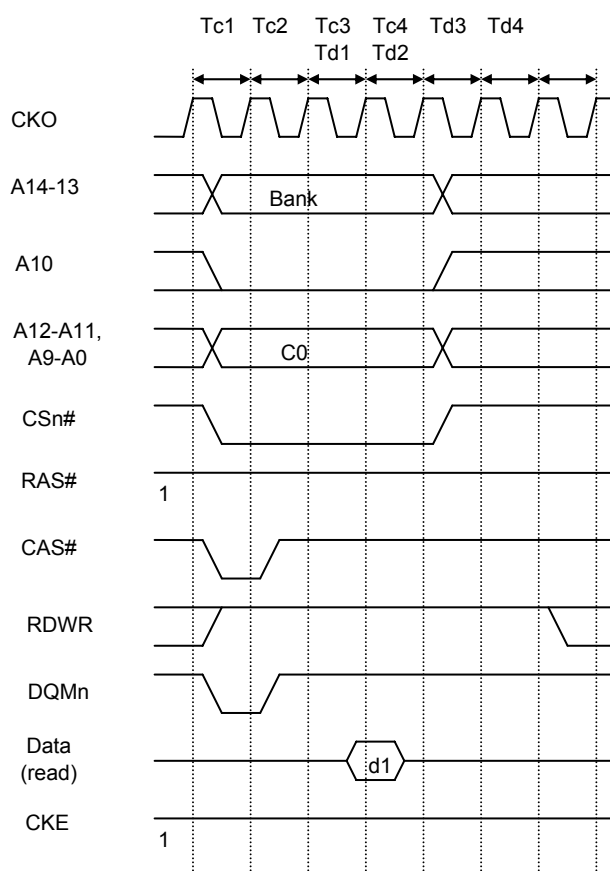 Tc1 Tc2 Tc3 Tc4 Td3 Td4
Td1 Td2
CKO
A14-13
Bank
A10
A12-A11,
A9-A0
C0
CSn#
RAS#
1
CAS#
RDWR
DQMn
Data
(read)
d1
CKE
1